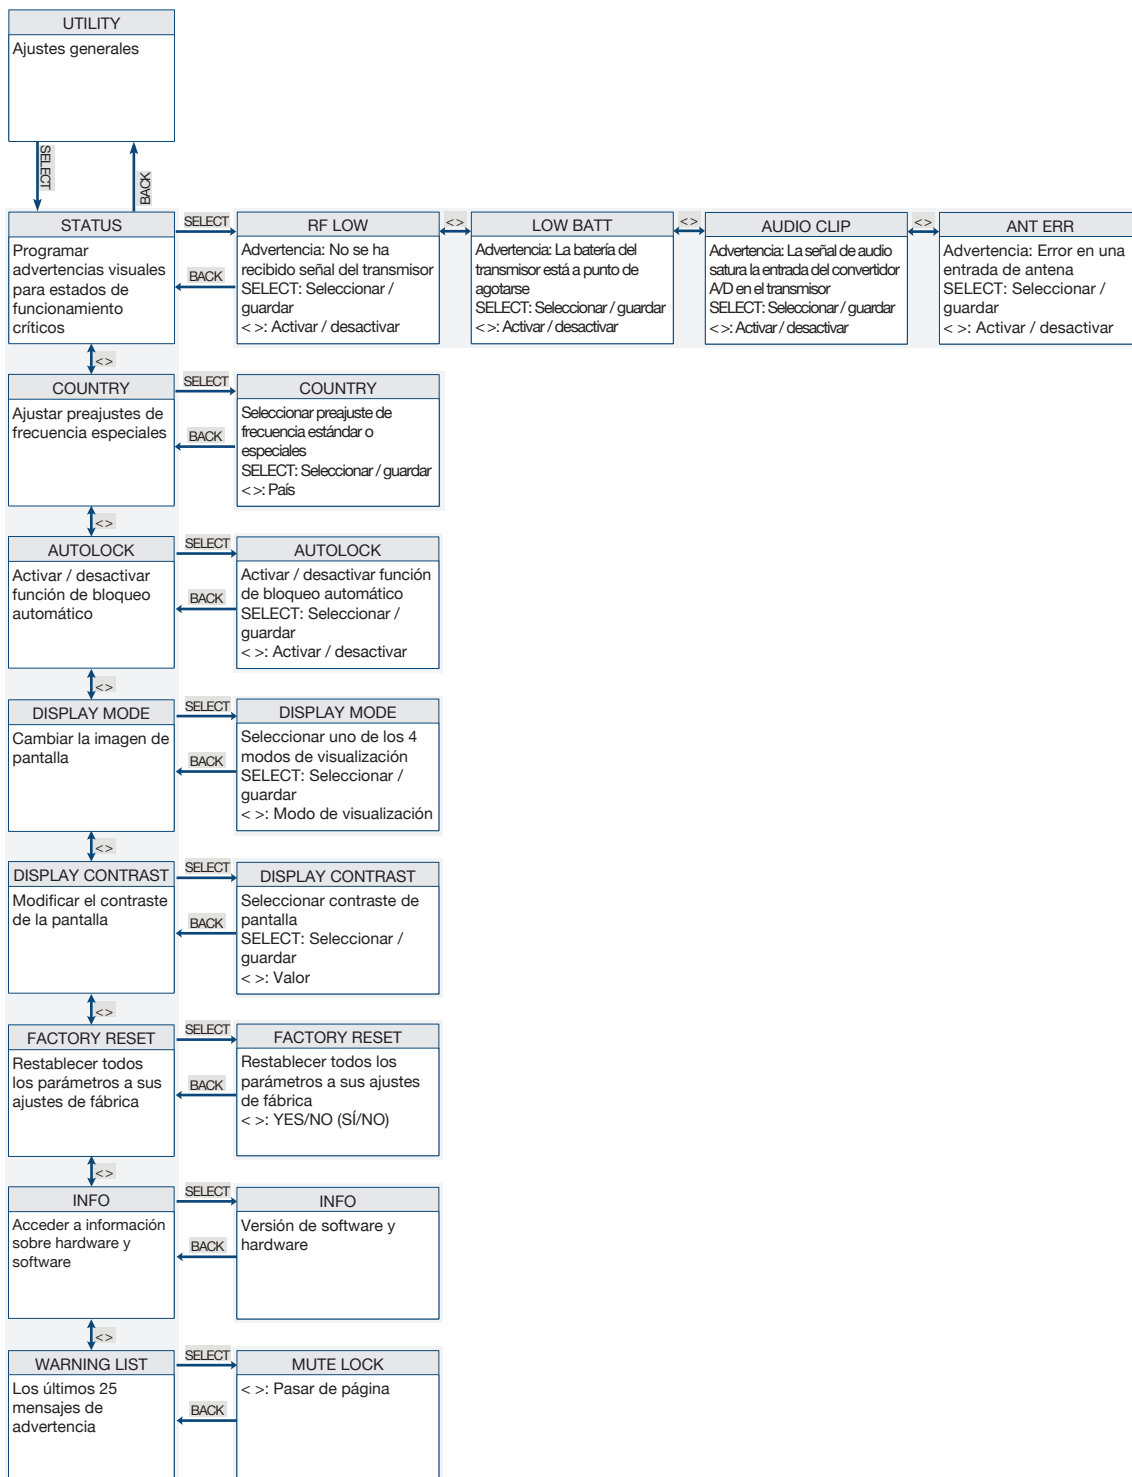 UTILITY
Ajustes generales
SELECT
BACK
STATUS
Programar
advertencias visuales
para estados de
funcionamiento
críticos
SELECT
BACK
RF LOW
Advertencia: No se ha
recibido señal del transmisor
SELECT: Seleccionar /
guardar
< >: Activar / desactivar
< >
LOW BATT
Advertencia: La batería del
transmisor está a punto de
agotarse
SELECT: Seleccionar / guardar
< >: Activar / desactivar
< >
AUDIO CLIP
Advertencia: La señal de audio
satura la entrada del convertidor
A/D en el transmisor
SELECT: Seleccionar / guardar
< >: Activar / desactivar
< >
ANT ERR
Advertencia: Error en una
entrada de antena
SELECT: Seleccionar /
guardar
< >: Activar / desactivar
< >
COUNTRY
Ajustar preajustes de
frecuencia especiales
SELECT
BACK
COUNTRY
Seleccionar preajuste de
frecuencia estándar o
especiales
SELECT: Seleccionar / guardar
< >: País
< >
AUTOLOCK
Activar / desactivar
función de bloqueo
automático
SELECT
BACK
AUTOLOCK
Activar / desactivar función
de bloqueo automático
SELECT: Seleccionar /
guardar
< >: Activar / desactivar
< >
DISPLAY MODE
Cambiar la imagen de
pantalla
SELECT
BACK
DISPLAY MODE
Seleccionar uno de los 4
modos de visualización
SELECT: Seleccionar /
guardar
< >: Modo de visualización
< >
DISPLAY CONTRAST
Modificar el contraste
de la pantalla
SELECT
BACK
DISPLAY CONTRAST
Seleccionar contraste de
pantalla
SELECT: Seleccionar /
guardar
< >: Valor
< >
FACTORY RESET
Restablecer todos
los parámetros a sus
ajustes de fábrica
SELECT
BACK
FACTORY RESET
Restablecer todos los
parámetros a sus ajustes
de fábrica
< >: YES/NO (SÍ/NO)
< >
INFO
Acceder a información
sobre hardware y
software
SELECT
BACK
INFO
Versión de software y
hardware
< >
WARNING LIST
Los últimos 25
mensajes de
advertencia
SELECT
BACK
MUTE LOCK
< >: Pasar de página